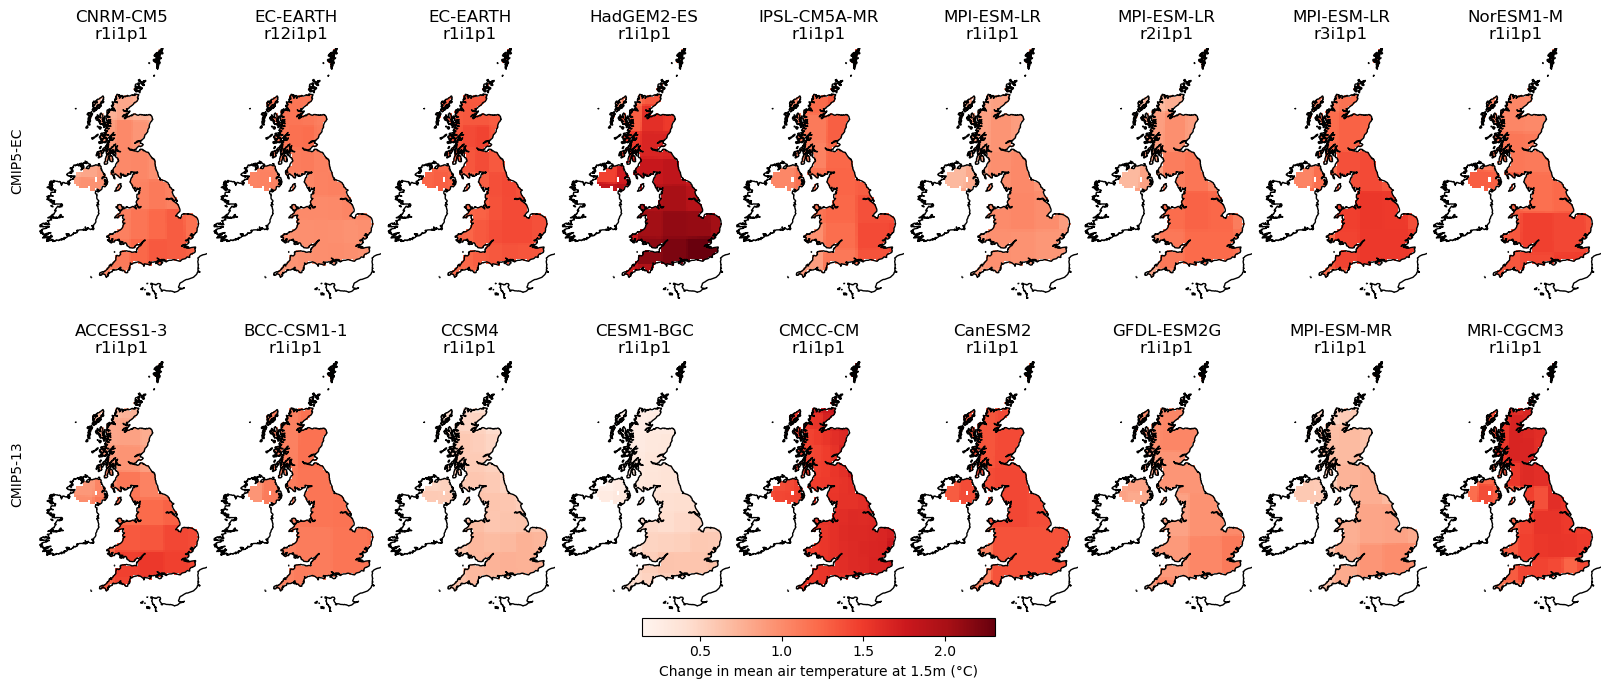 CNRM-CM5
r1i1p1
EC-EARTH
r12i1p1
EC-EARTH
r1i1p1
HadGEM2-ES
r1i1p1
IPSL-CM5A-MR
r1i1p1
MPI-ESM-LR
r1i1p1
MPI-ESM-LR
r2i1p1
MPI-ESM-LR
r3i1p1
NorESM1-M
r1i1p1
CMIP5-EC
ACCESS1-3
r1i1p1
BCC-CSM1-1
r1i1p1
CCSM4
r1i1p1
CESM1-BGC
r1i1p1
CMCC-CM
r1i1p1
CanESM2
r1i1p1
GFDL-ESM2G
r1i1p1
MPI-ESM-MR
r1i1p1
MRI-CGCM3
r1i1p1
CMIP5-13
0.5 1.0 1.5 2.0
Change in mean air temperature at 1.5m (°C)